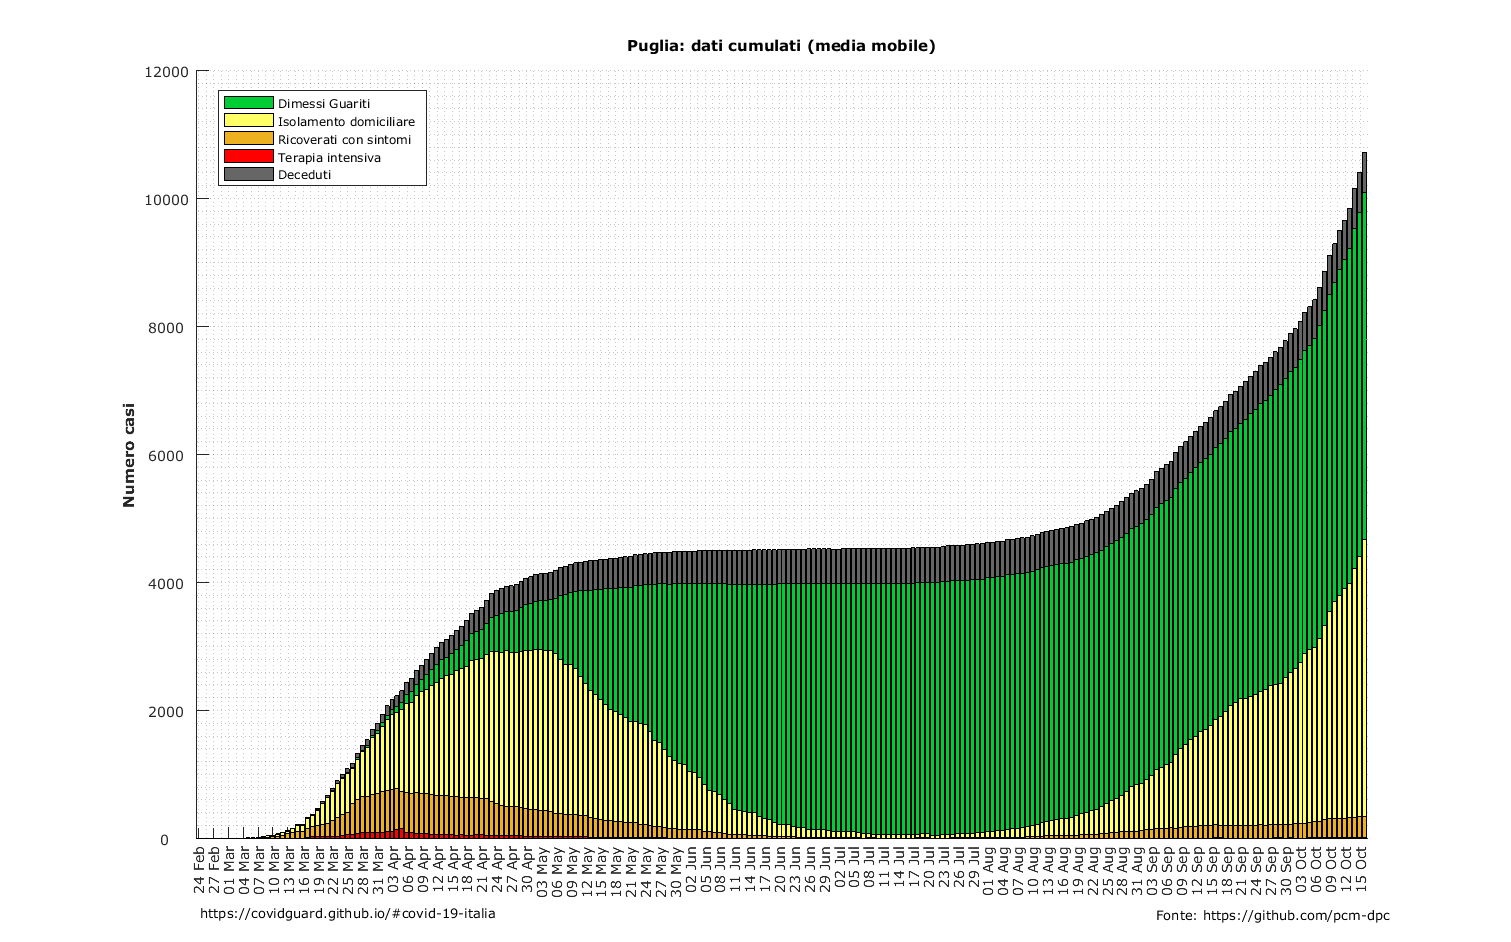 Puglia: dati cumulati (media mobile)
12000
10000
8000
6000
4000
2000
0
Numero casi
Dimessi Guariti
Isolamento domiciliare
Ricoverati con sintomi
Terapia intensiva
Deceduti
24 Feb
27 Feb
01 Mar
04 Mar
07 Mar
10 Mar
13 Mar
16 Mar
19 Mar
22 Mar
25 Mar
28 Mar
31 Mar
03 Apr
06 Apr
09 Apr
12 Apr
15 Apr
18 Apr
21 Apr
24 Apr
27 Apr
30 Apr
03 May
06 May
09 May
12 May
15 May
18 May
21 May
24 May
27 May
30 May
02 Jun
05 Jun
08 Jun
11 Jun
14 Jun
17 Jun
20 Jun
23 Jun
26 Jun
29 Jun
02 Jul
05 Jul
08 Jul
11 Jul
14 Jul
17 Jul
20 Jul
23 Jul
26 Jul
29 Jul
01 Aug
04 Aug
07 Aug
10 Aug
13 Aug
16 Aug
19 Aug
22 Aug
25 Aug
28 Aug
31 Aug
03 Sep
06 Sep
09 Sep
12 Sep
15 Sep
18 Sep
21 Sep
24 Sep
27 Sep
30 Sep
03 Oct
06 Oct
09 Oct
12 Oct
15 Oct
https://covidguard.github.io/#covid-19-italia
Fonte: https://github.com/pcm-dpc